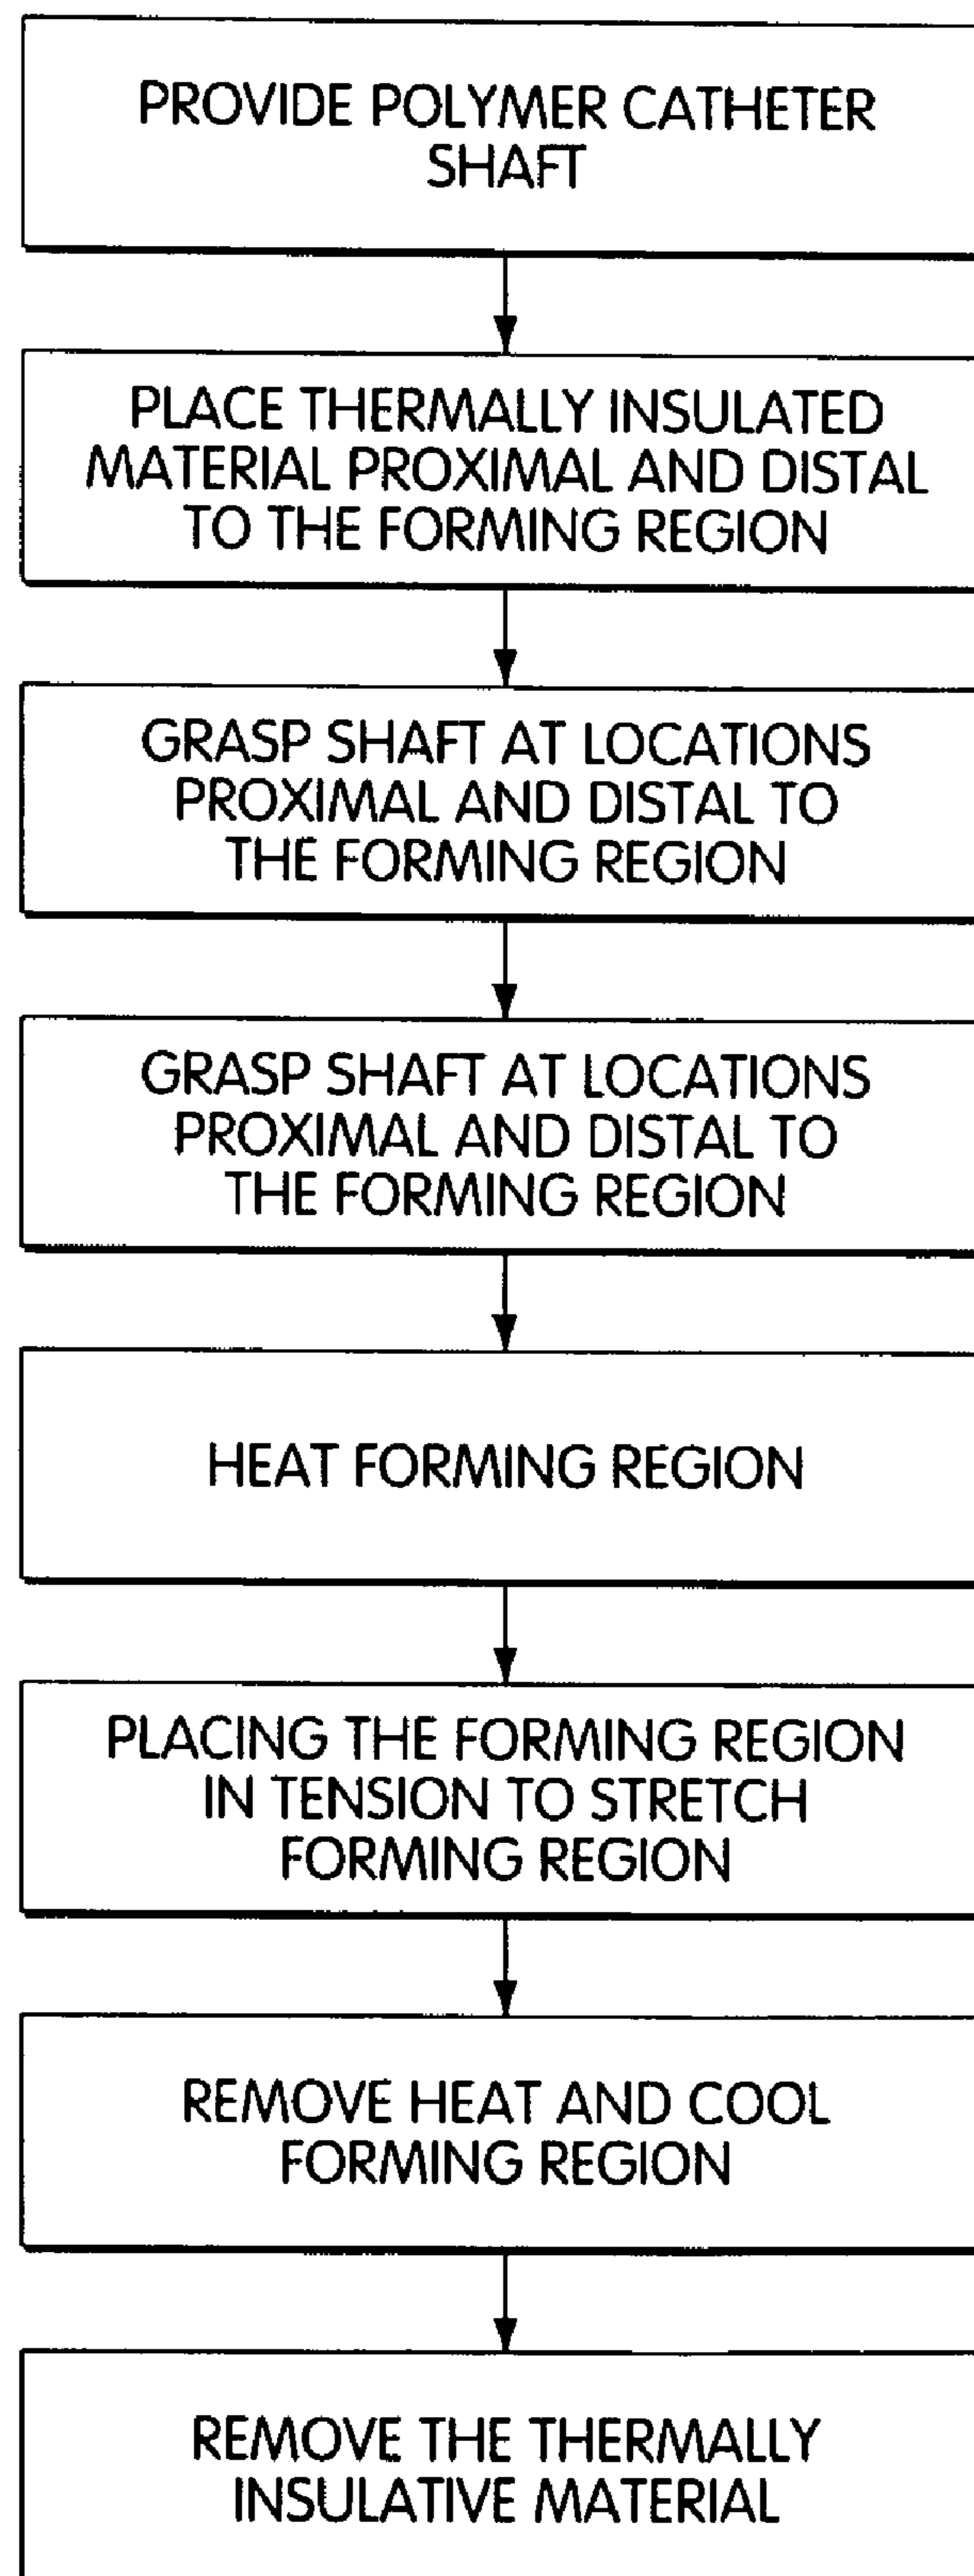 PROVIDE POLYMER CATHETER
SHAFT
PLACE THERMALLY INSULATED
MATERIAL PROXIMAL AND DISTAL
TO THE FORMING REGION
GRASP SHAFT AT LOCATIONS
PROXIMAL AND DISTAL TO
THE FORMING REGION
GRASP SHAFT AT LOCATIONS
PROXIMAL AND DISTAL TO
THE FORMING REGION
HEAT FORMING REGION
PLACING THE FORMING REGION
IN TENSION TO STRETCH
FORMING REGION
REMOVE HEAT AND COOL
FORMING REGION
REMOVE THE THERMALLY
INSULATIVE MATERIAL